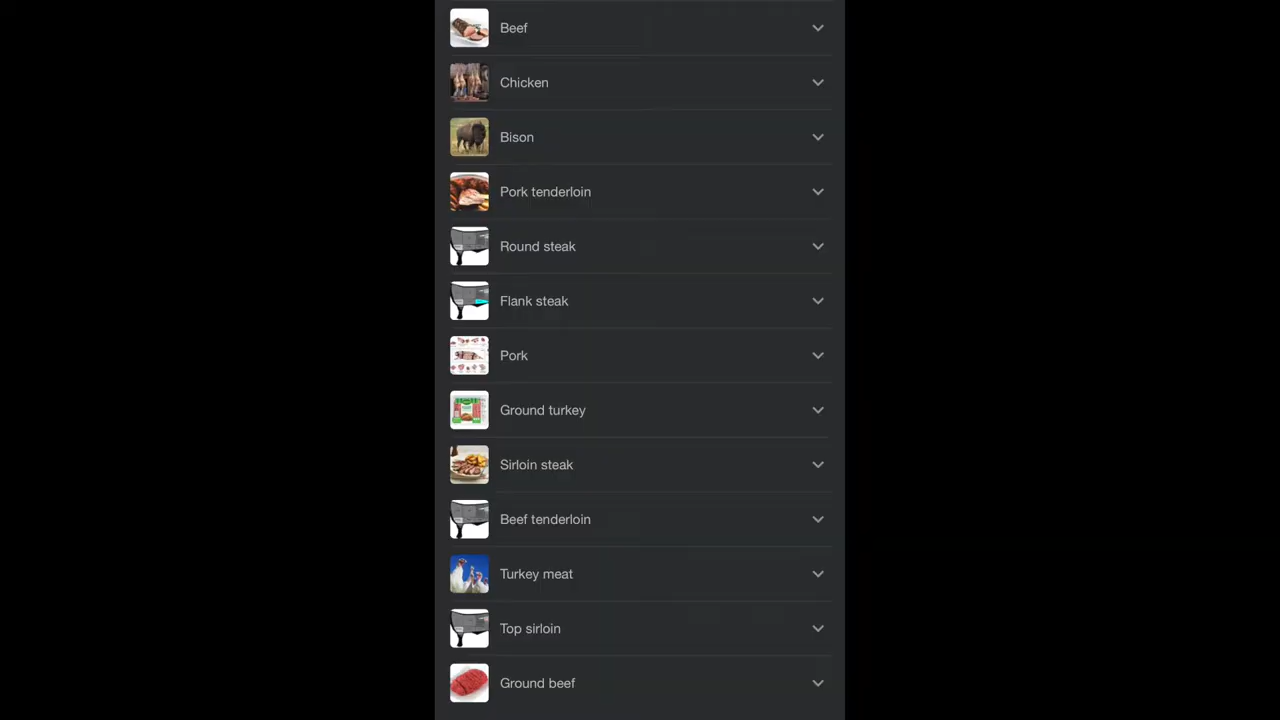 Beef
Chicken
Bison
Pork tenderloin
Round steak
Flank steak
Pork
Ground turkey
Sirloin steak
Beef tenderloin
Turkey meat
Top sirloin
Ground beef